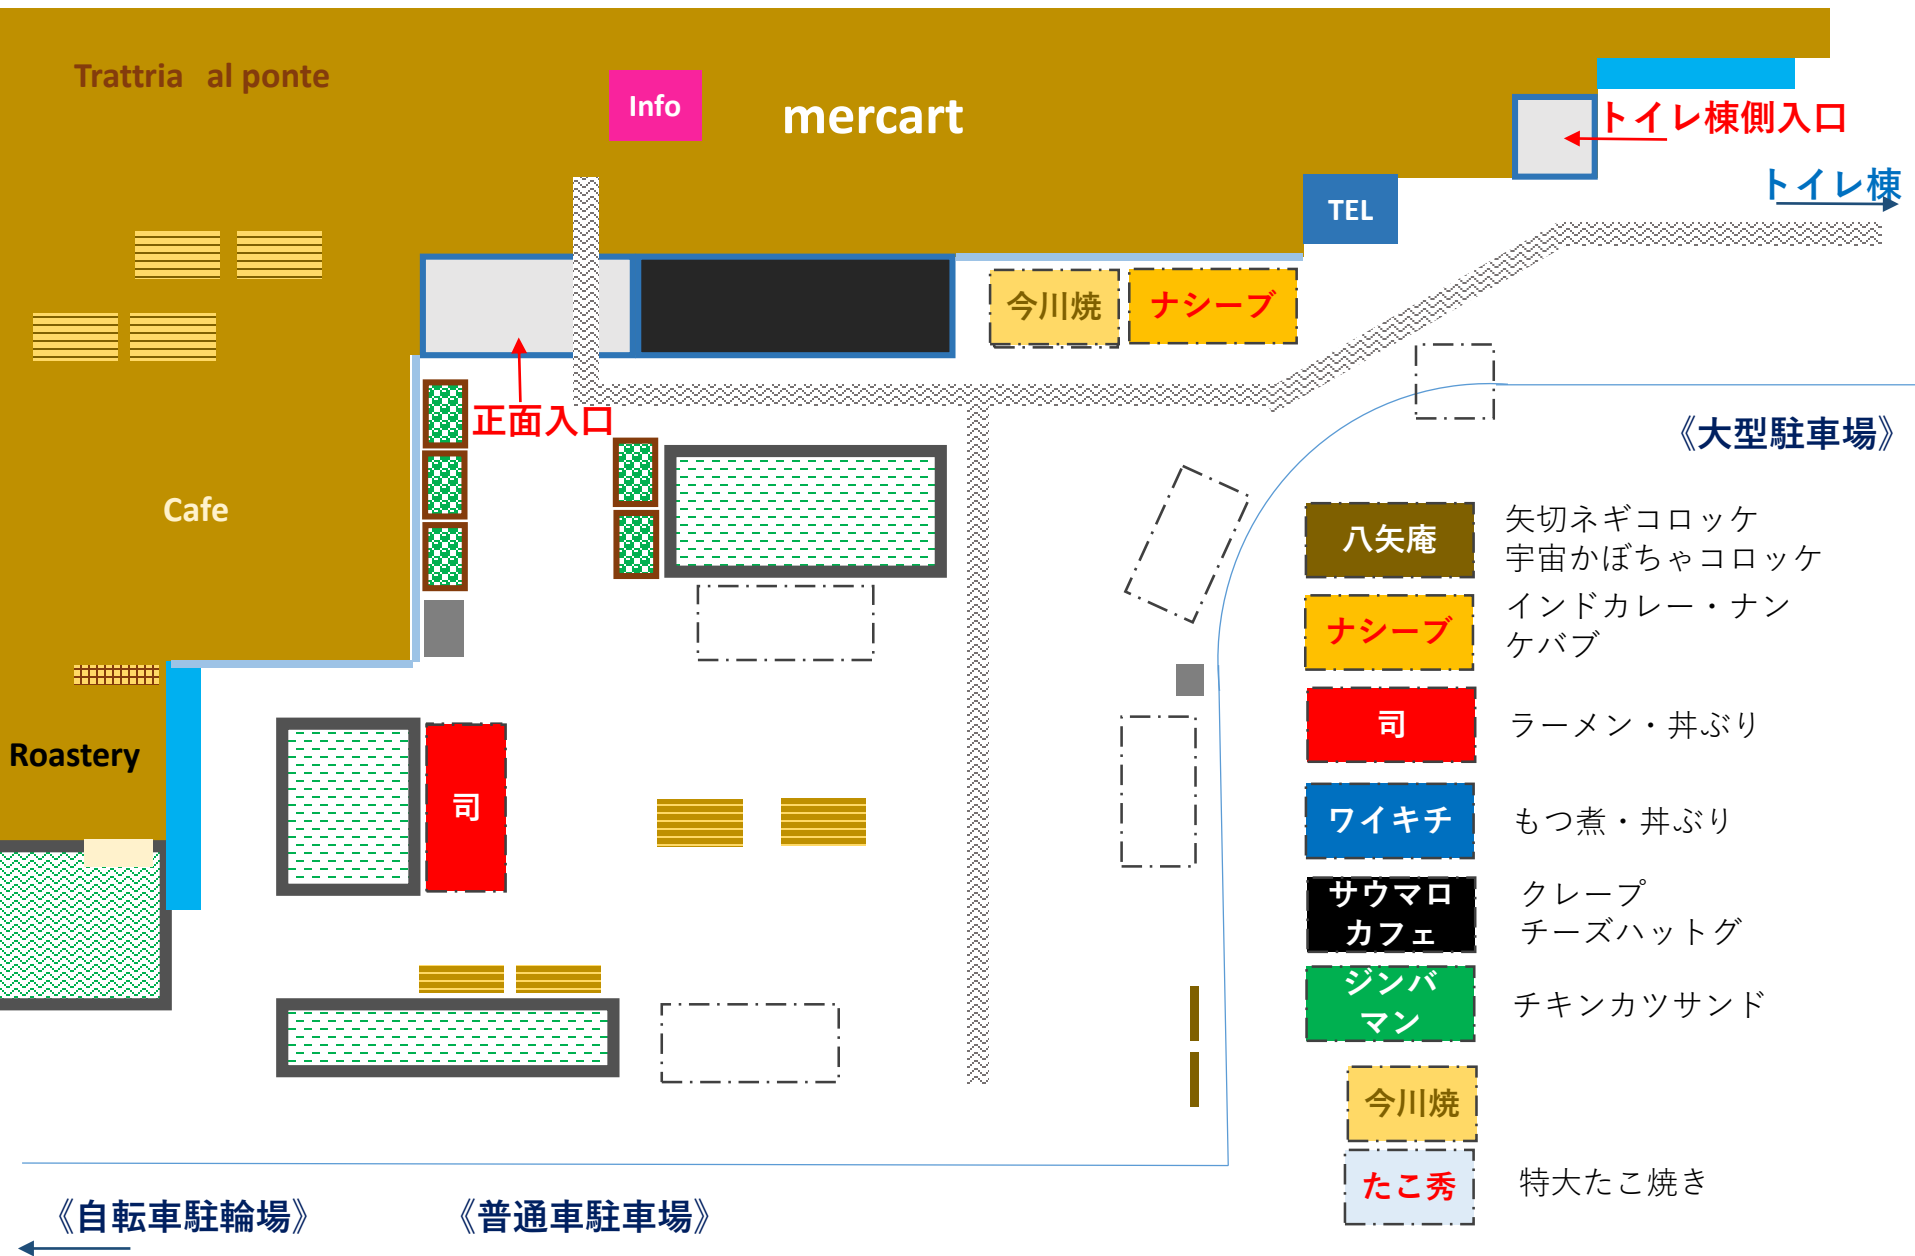 Trattria al ponte
Info
mercart
トイレ棟側入口
トイレ棟
TEL
今川焼
ナシーブ
正面入口
《大型駐車場》
Cafe
八矢庵
矢切ネギコロッケ
宇宙かぼちゃコロッケ
ナシーブ
インドカレー・ナン
ケバブ
Roastery
司
司
ラーメン・丼ぶり
ワイキチ
もつ煮・丼ぶり
サウマロ
カフェ
クレープ
チーズハットグ
ジンバ
マン
チキンカツサンド
今川焼
たこ秀
特大たこ焼き
《自転車駐輪場》
《普通車駐車場》